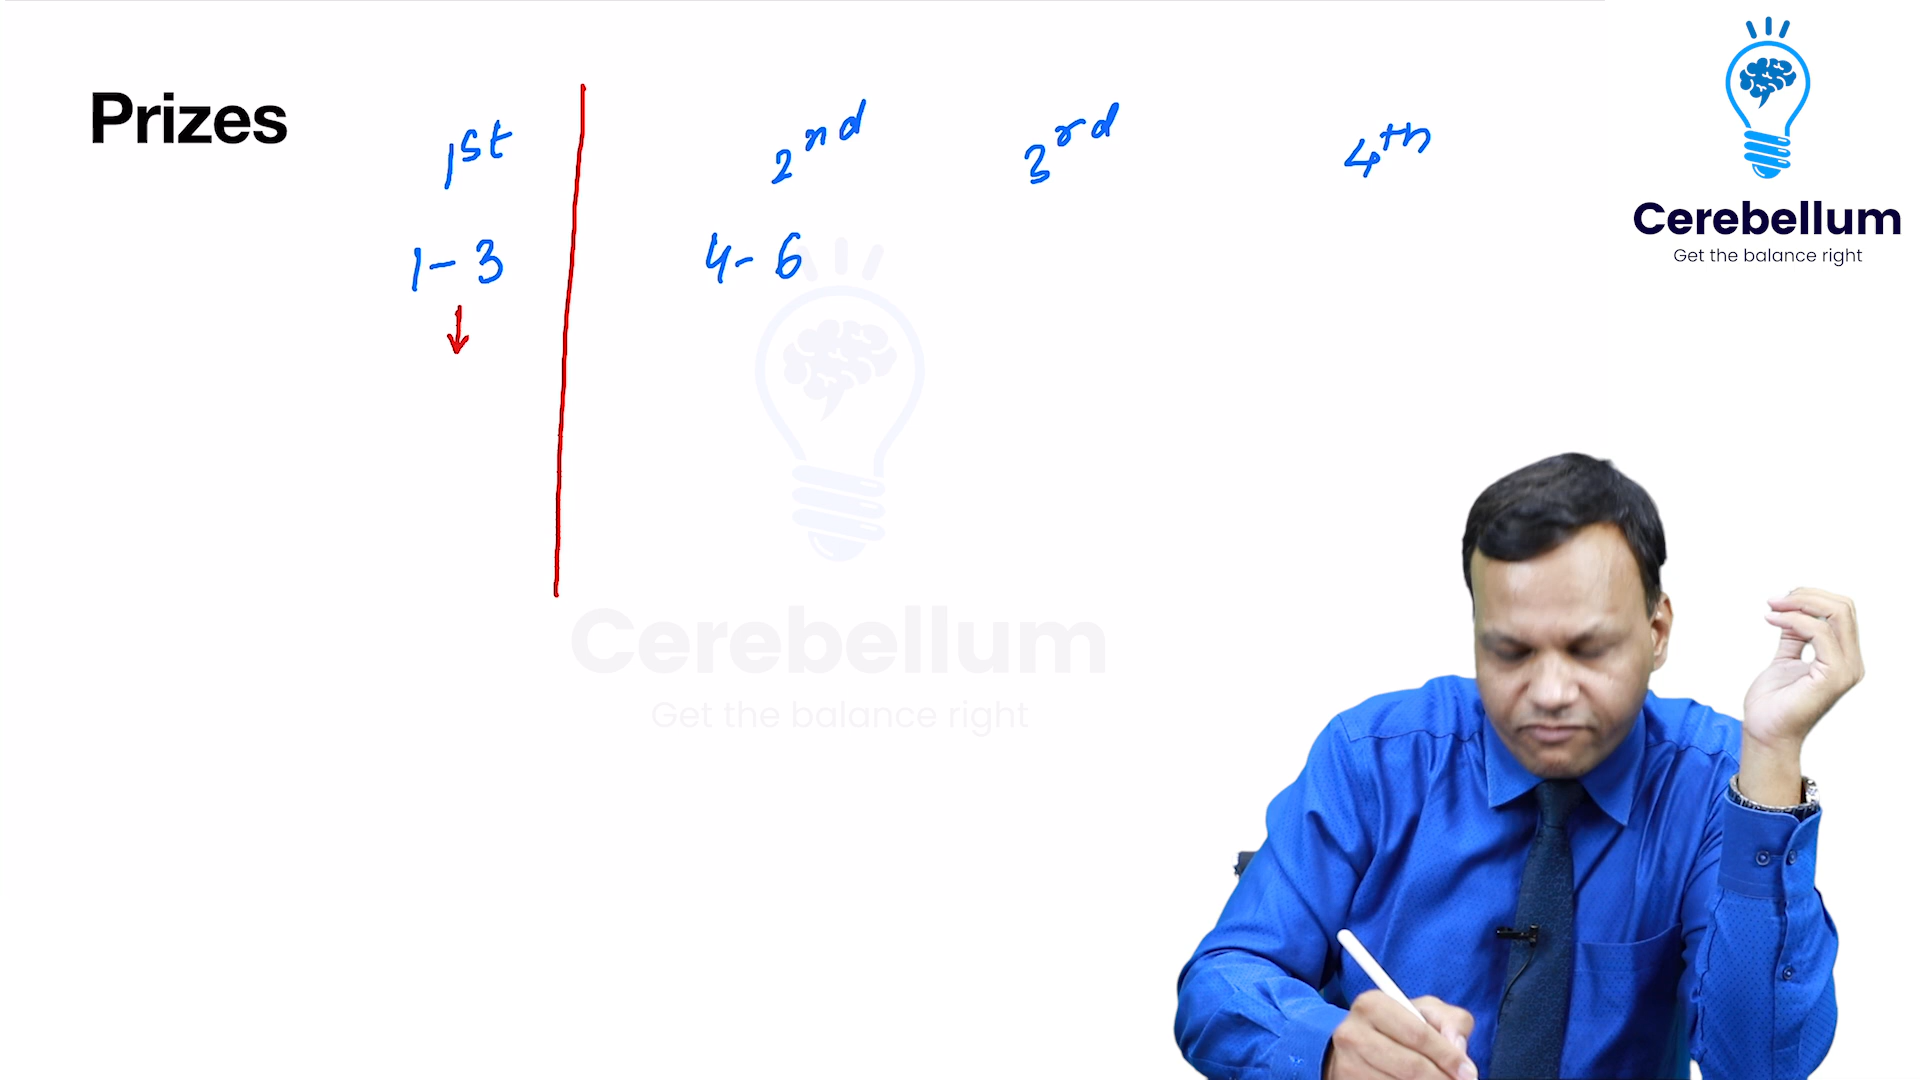 Prizes
1st 2nd 3rd 4th
1-3 4-6
Cerebellum
Get the balance right
Cerebellum
Get the balance right